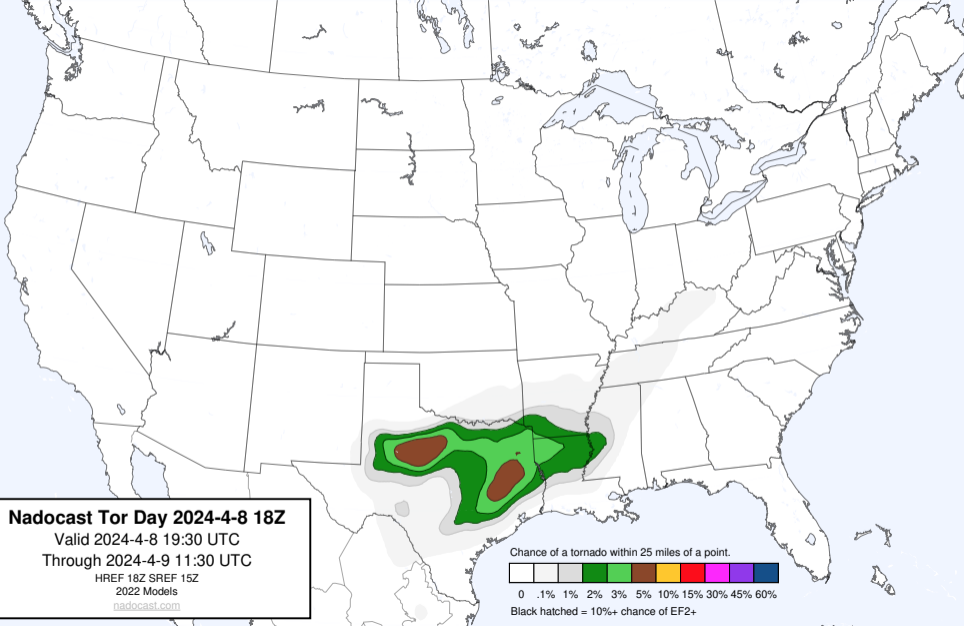 Nadocast Tor Day 2024-4-8 18Z
Valid 2024-4-8 19:30 UTC
Through 2024-4-9 11:30 UTC
HREF 18Z SREF 15Z
2022 Models
nadocast.com
Chance of a tornado within 25 miles of a point.
0 .1% 1% 2% 3% 5% 10% 15% 30% 45% 60%
Black hatched = 10%+ chance of EF2+